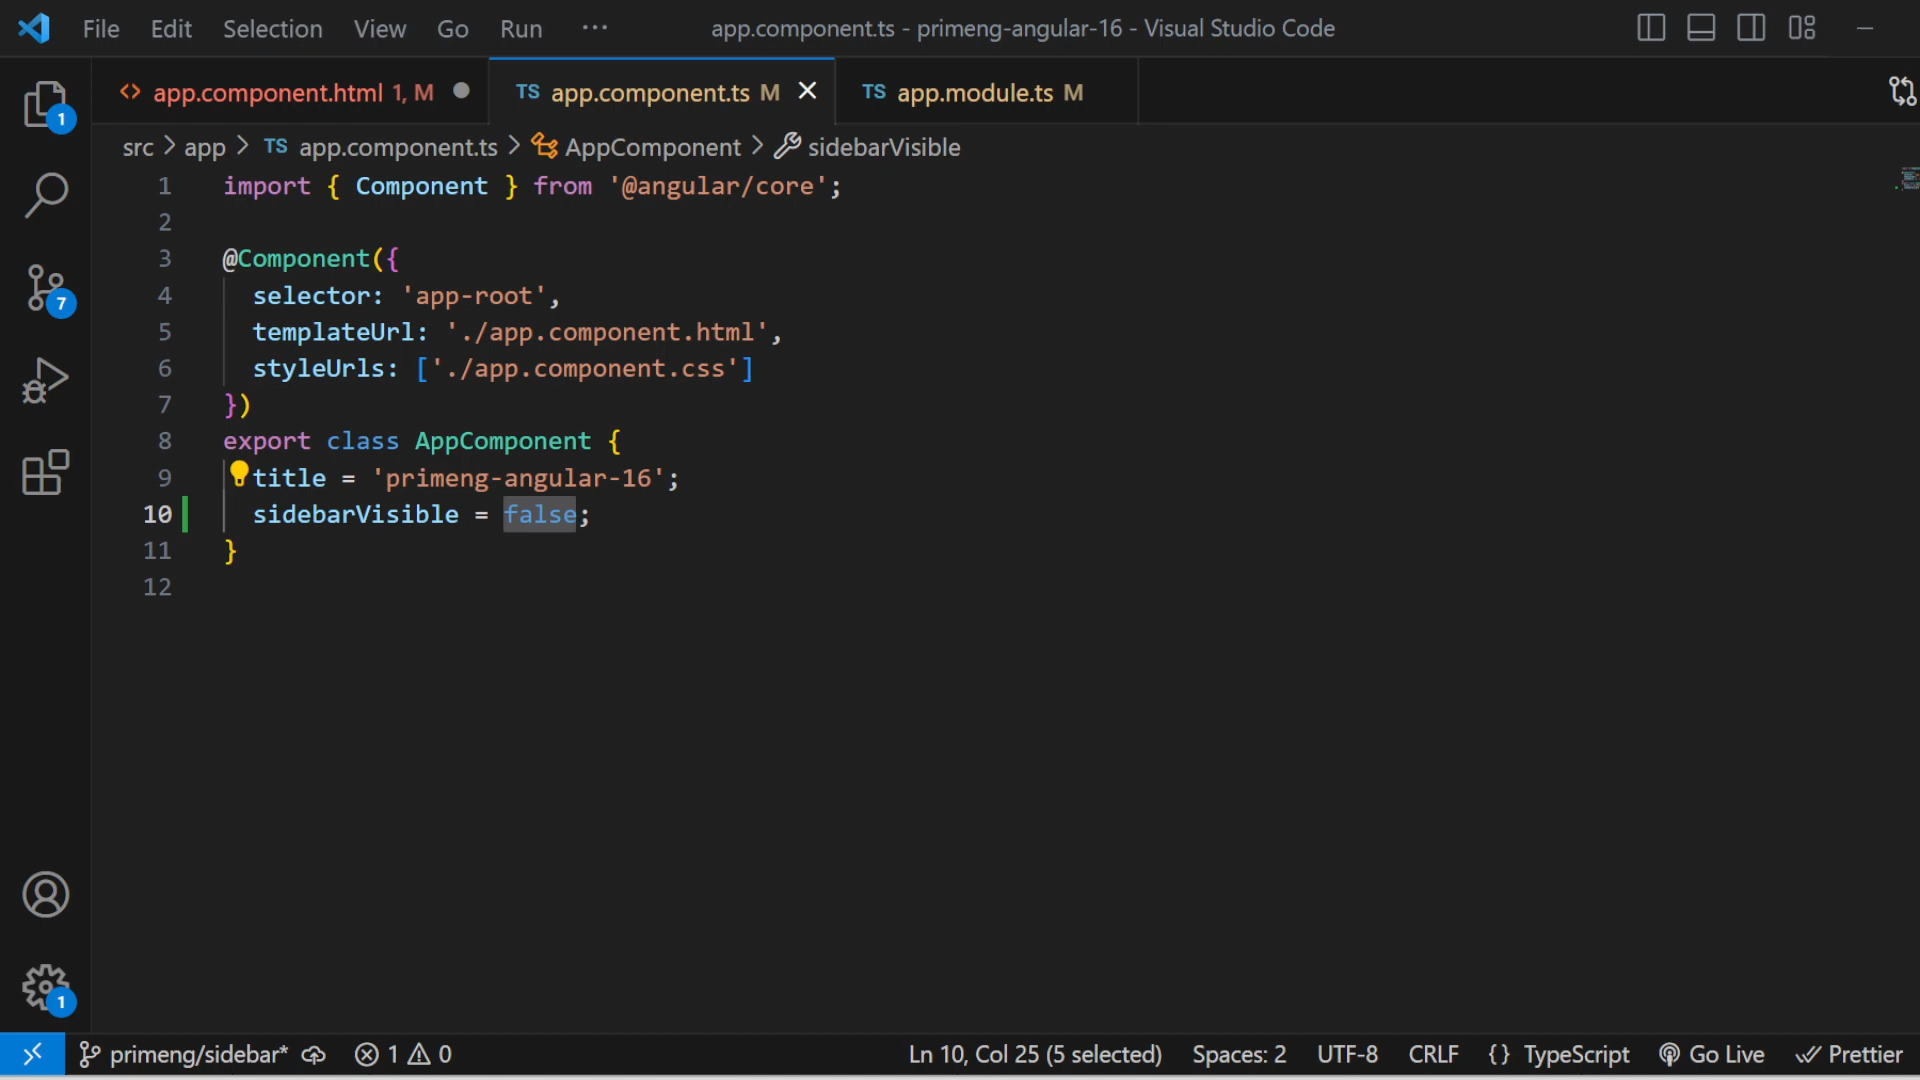 File Edit Selection View Go Run ··· app.component.ts - primeng-angular-16 - Visual Studio Code
<> app.component.html 1, M ● TS app.component.ts M × TS app.module.ts M
src > app > TS app.component.ts > AppComponent > sidebarVisible
1 import { Component } from '@angular/core';
2
3 @Component({
4 selector: 'app-root',
5 templateUrl: './app.component.html',
6 styleUrls: ['./app.component.css']
7 })
8 export class AppComponent {
9 title = 'primeng-angular-16';
10 sidebarVisible = false;
11 }
12
1
7
1
primeng/sidebar* 1 0 Ln 10, Col 25 (5 selected) Spaces: 2 UTF-8 CRLF {} TypeScript Go Live Prettier